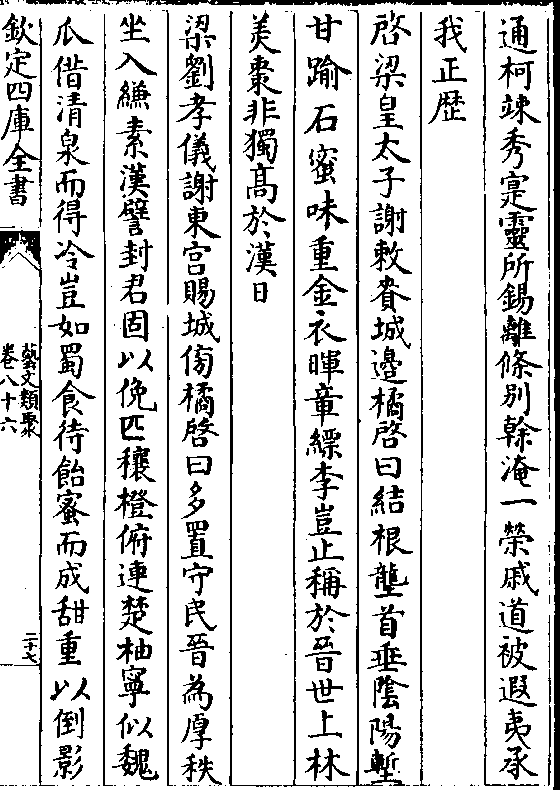 通柯竦秀寔靈所錫離條別榦淹一榮戚道被遐夷承
我正歴
啓梁皇太子謝敕賚城邊橘啓曰結根壟首垂陰陽塹
甘踰石蜜味重金衣暉章縹李豈止稱於晉世上林
美棗非獨髙於漢日
梁劉孝儀謝東宫賜城傍橘啓曰多置守民晉為厚秩
坐入縑素漢譬封君固以俛匹穰橙俯連楚柚寧似魏
瓜借清泉而得冷豈如蜀食待飴蜜而成甜重以倒影
欽定四庫全書
藝文類聚
卷八十六
二十七